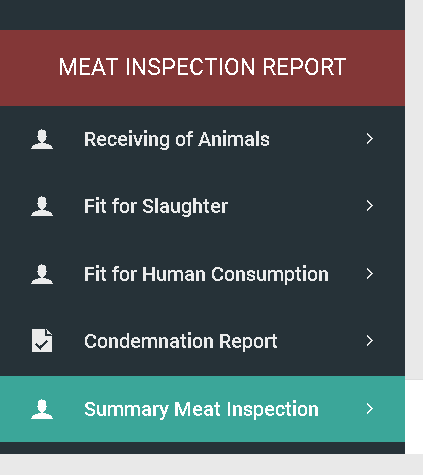 MEAT INSPECTION REPORT
Receiving of Animals
Fit for Slaughter
Fit for Human Consumption
Condemnation Report
Summary Meat Inspection